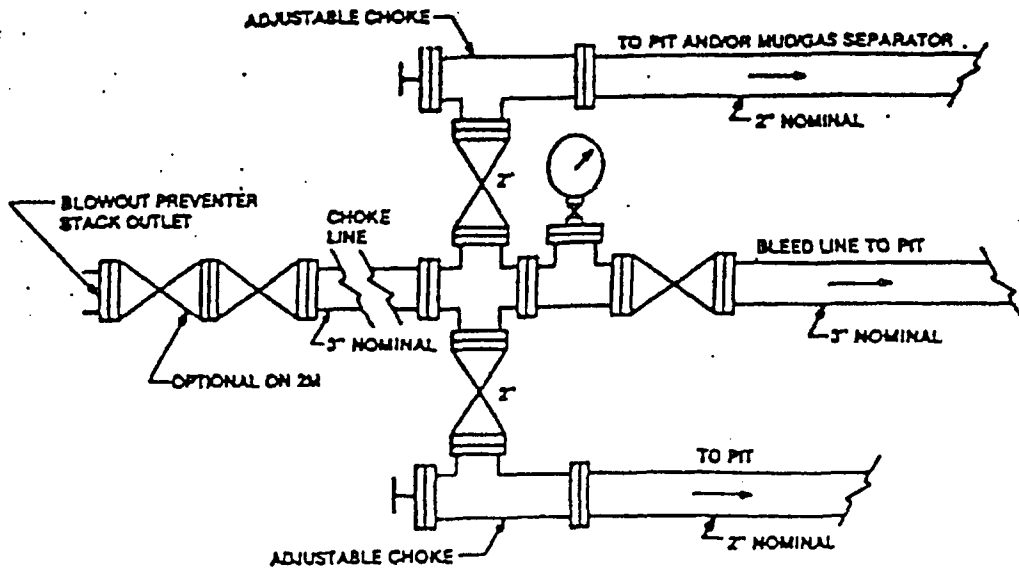 ADJUSTABLE CHOKE
TO PIT AND/OR MUD/GAS SEPARATOR
2" NOMINAL
2"
BLOWOUT PREVENTER
STACK OUTLET
CHOKE
LINE
BLEED LINE TO PIT
3" NOMINAL
3" NOMINAL
OPTIONAL ON 2M
2"
TO PIT
2" NOMINAL
ADJUSTABLE CHOKE